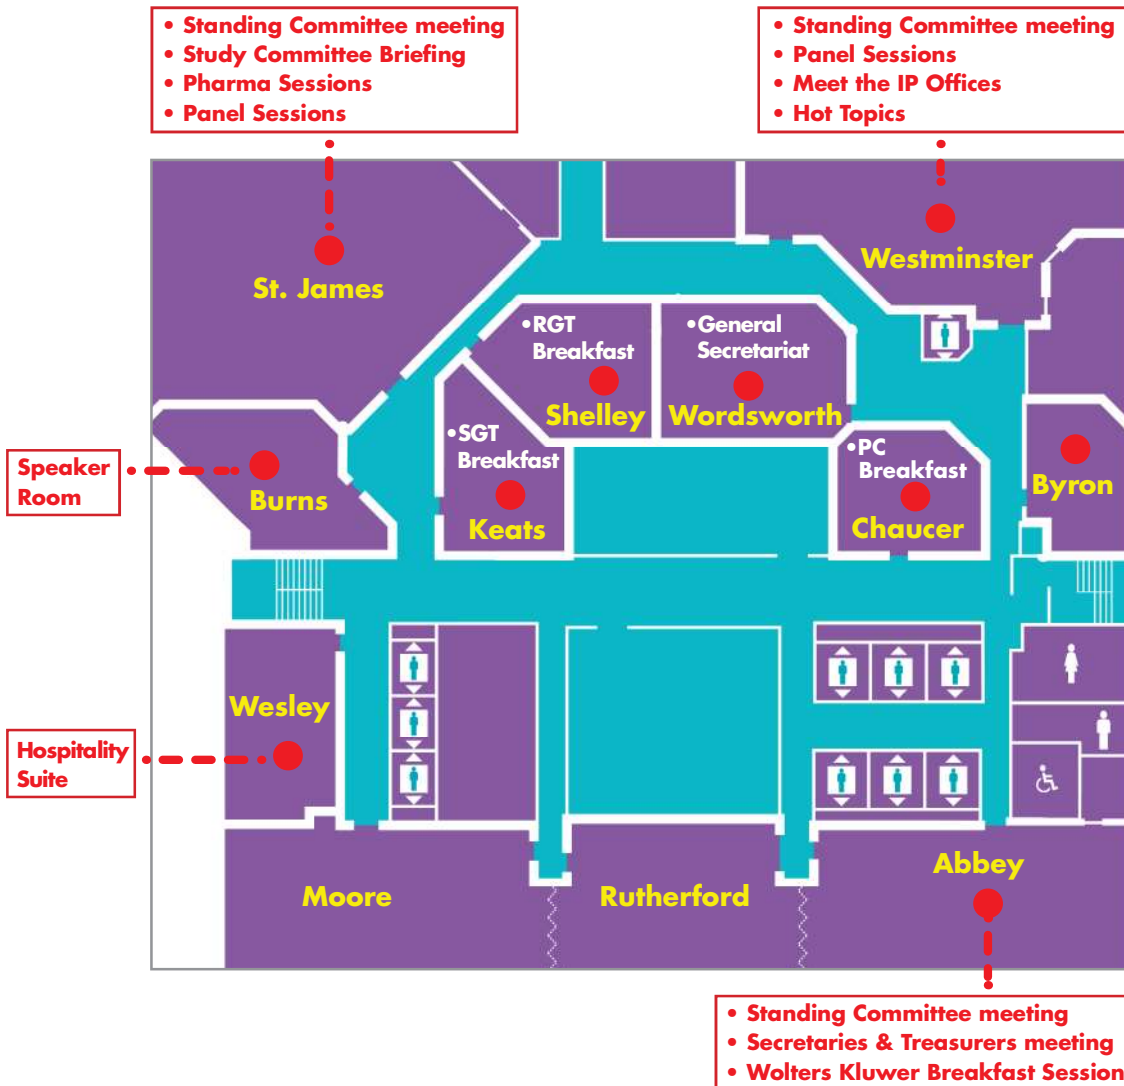 • Standing Committee meeting
• Study Committee Briefing
• Pharma Sessions
• Panel Sessions
• Standing Committee meeting
• Panel Sessions
• Meet the IP Offices
• Hot Topics
St. James
Westminster
•RGT
Breakfast
Shelley
•General
Secretariat
Wordsworth
•SGT
Breakfast
Keats
•PC
Breakfast
Chaucer
Byron
Speaker
Room
Burns
Wesley
Hospitality
Suite
Moore
Rutherford
Abbey
• Standing Committee meeting
• Secretaries & Treasurers meeting
• Wolters Kluwer Breakfast Session